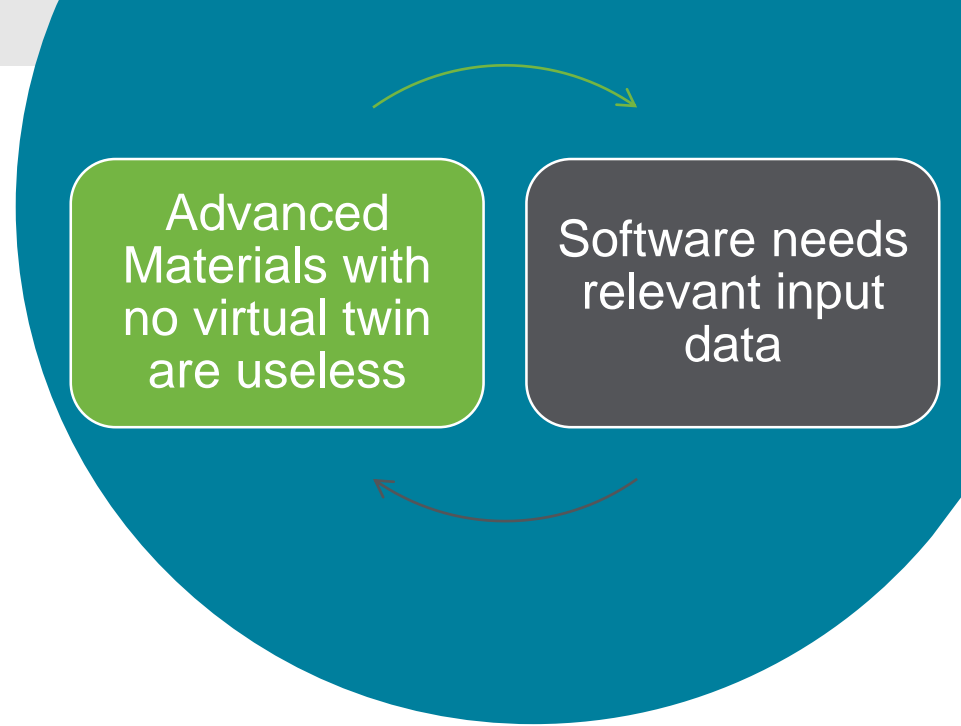 Advanced
Materials with
no virtual twin
are useless
Software needs
relevant input
data